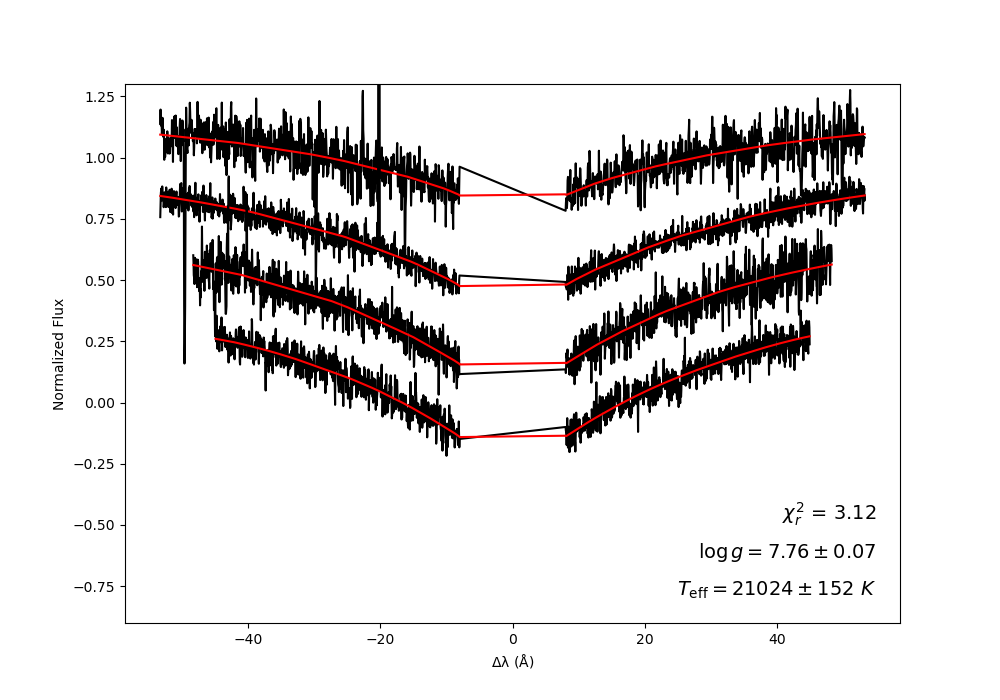 1.25
1.00
0.75
0.50
0.25
0.00
−0.25
−0.50
−0.75
Normalized Flux
χ²ᵣ = 3.12
log g = 7.76 ± 0.07
T_eff = 21024 ± 152 K
−40 −20 0 20 40
Δλ (Å)